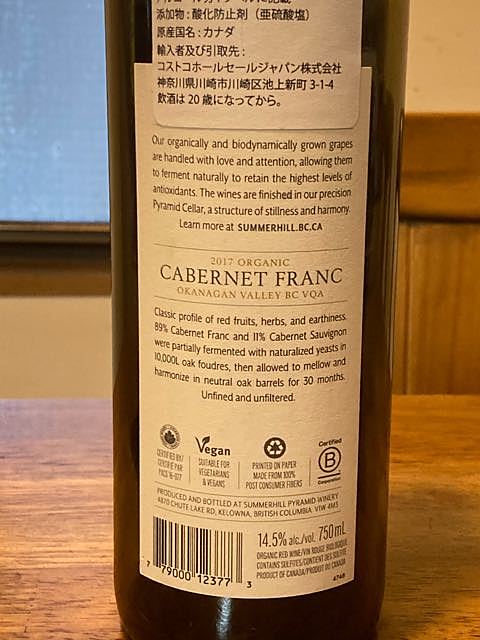 添加物:酸化防止剤(亜硫酸塩)
原産国名:カナダ
輸入者及び引取先:
コストコホールセールジャパン株式会社
神奈川県川崎市川崎区池上新町 3-1-4
飲酒は 20 歳になってから。
Our organically and biodynamically grown grapes
are handled with love and attention, allowing them
to ferment naturally to retain the highest levels of
antioxidants. The wines are finished in our precision
Pyramid Cellar, a structure of stillness and harmony.
Learn more at SUMMERHILL.BC.CA
2017 ORGANIC
CABERNET FRANC
OKANAGAN VALLEY BC VQA
Classic profile of red fruits, herbs, and earthiness.
89% Cabernet Franc and 11% Cabernet Sauvignon
were partially fermented with naturalized yeasts in
10,000L oak foudres, then allowed to mellow and
harmonize in neutral oak barrels for 30 months.
Unfined and unfiltered.
CERTIFIED BY/
CERTIFIÉ PAR
PACS 16-077
Vegan
SUITABLE FOR
VEGETARIANS
& VEGANS
PRINTED ON PAPER
MADE FROM 100%
POST CONSUMER FIBERS
Certified
B
Corporation
PRODUCED AND BOTTLED AT SUMMERHILL PYRAMID WINERY
4870 CHUTE LAKE RD, KELOWNA, BRITISH COLUMBIA V1W 4M3
14.5% alc./vol. 750mL
ORGANIC RED WINE/VIN ROUGE BIOLOGIQUE
CONTAINS SULFITES/CONTIENT DES SULFITES
PRODUCT OF CANADA/PRODUIT DU CANADA
7 79000 12377 3